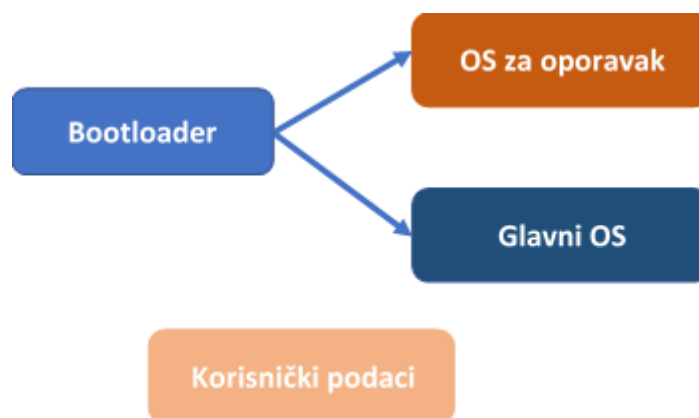 OS za oporavak
Bootloader
Glavni OS
Korisnički podaci